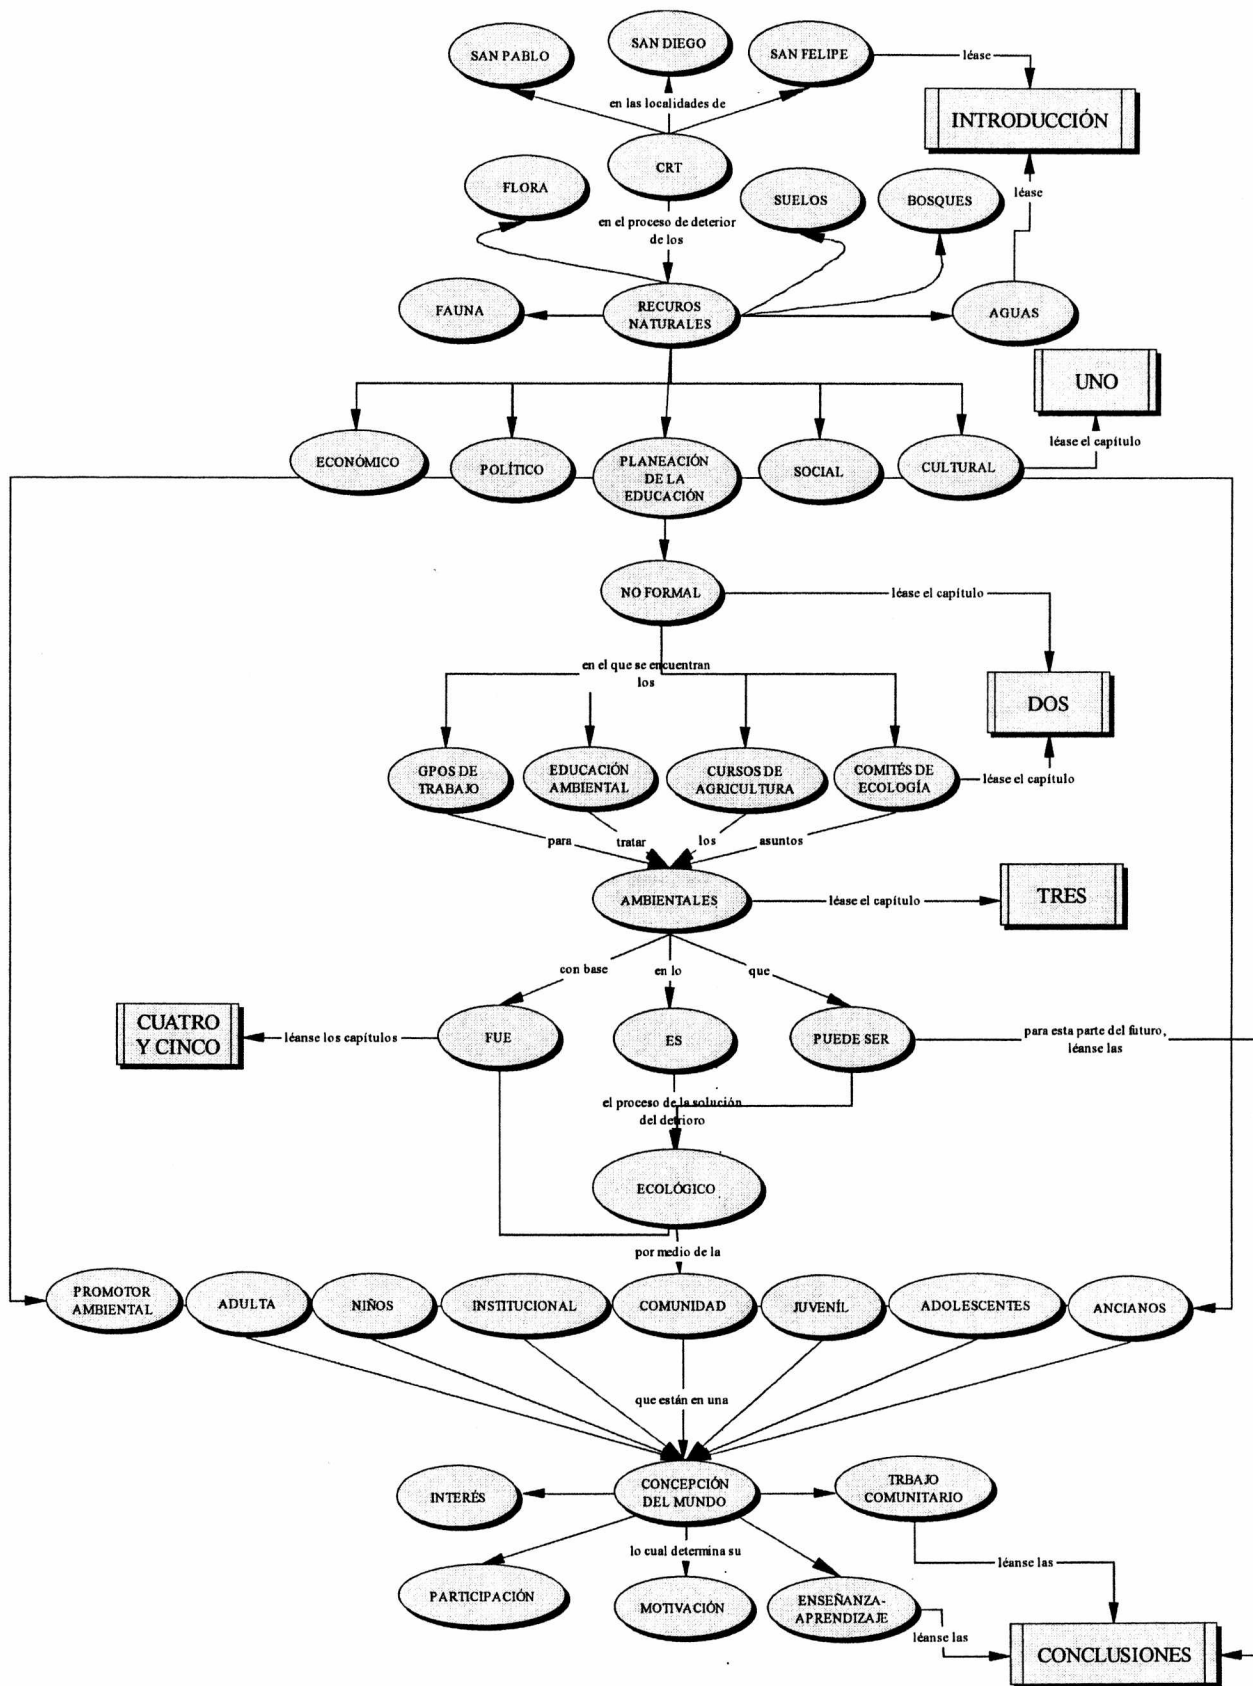 SAN PABLO
SAN DIEGO
SAN FELIPE
léase
en las localidades de
INTRODUCCIÓN
CRT
FLORA
SUELOS
BOSQUES
léase
en el proceso de deterior
de los
FAUNA
RECUROS
NATURALES
AGUAS
UNO
léase el capítulo
ECONÓMICO
POLÍTICO
PLANEACIÓN
DE LA
EDUCACIÓN
SOCIAL
CULTURAL
NO FORMAL
léase el capítulo
en el que se encuentran
los
DOS
GPOS DE
TRABAJO
EDUCACIÓN
AMBIENTAL
CURSOS DE
AGRICULTURA
COMITÉS DE
ECOLOGÍA
léase el capítulo
para
tratar
los
asuntos
AMBIENTALES
léase el capítulo
TRES
con base
en lo
que
CUATRO
Y CINCO
léanse los capítulos
FUE
ES
PUEDE SER
para esta parte del futuro,
léanse las
el proceso de la solución
del detrioro
ECOLÓGICO
por medio de la
PROMOTOR
AMBIENTAL
ADULTA
NIÑOS
INSTITUCIONAL
COMUNIDAD
JUVENÍL
ADOLESCENTES
ANCIANOS
que están en una
INTERÉS
CONCEPCIÓN
DEL MUNDO
TRBAJO
COMUNITARIO
lo cual determina su
léanse las
PARTICIPACIÓN
MOTIVACIÓN
ENSEÑANZA-
APRENDIZAJE
léanse las
CONCLUSIONES